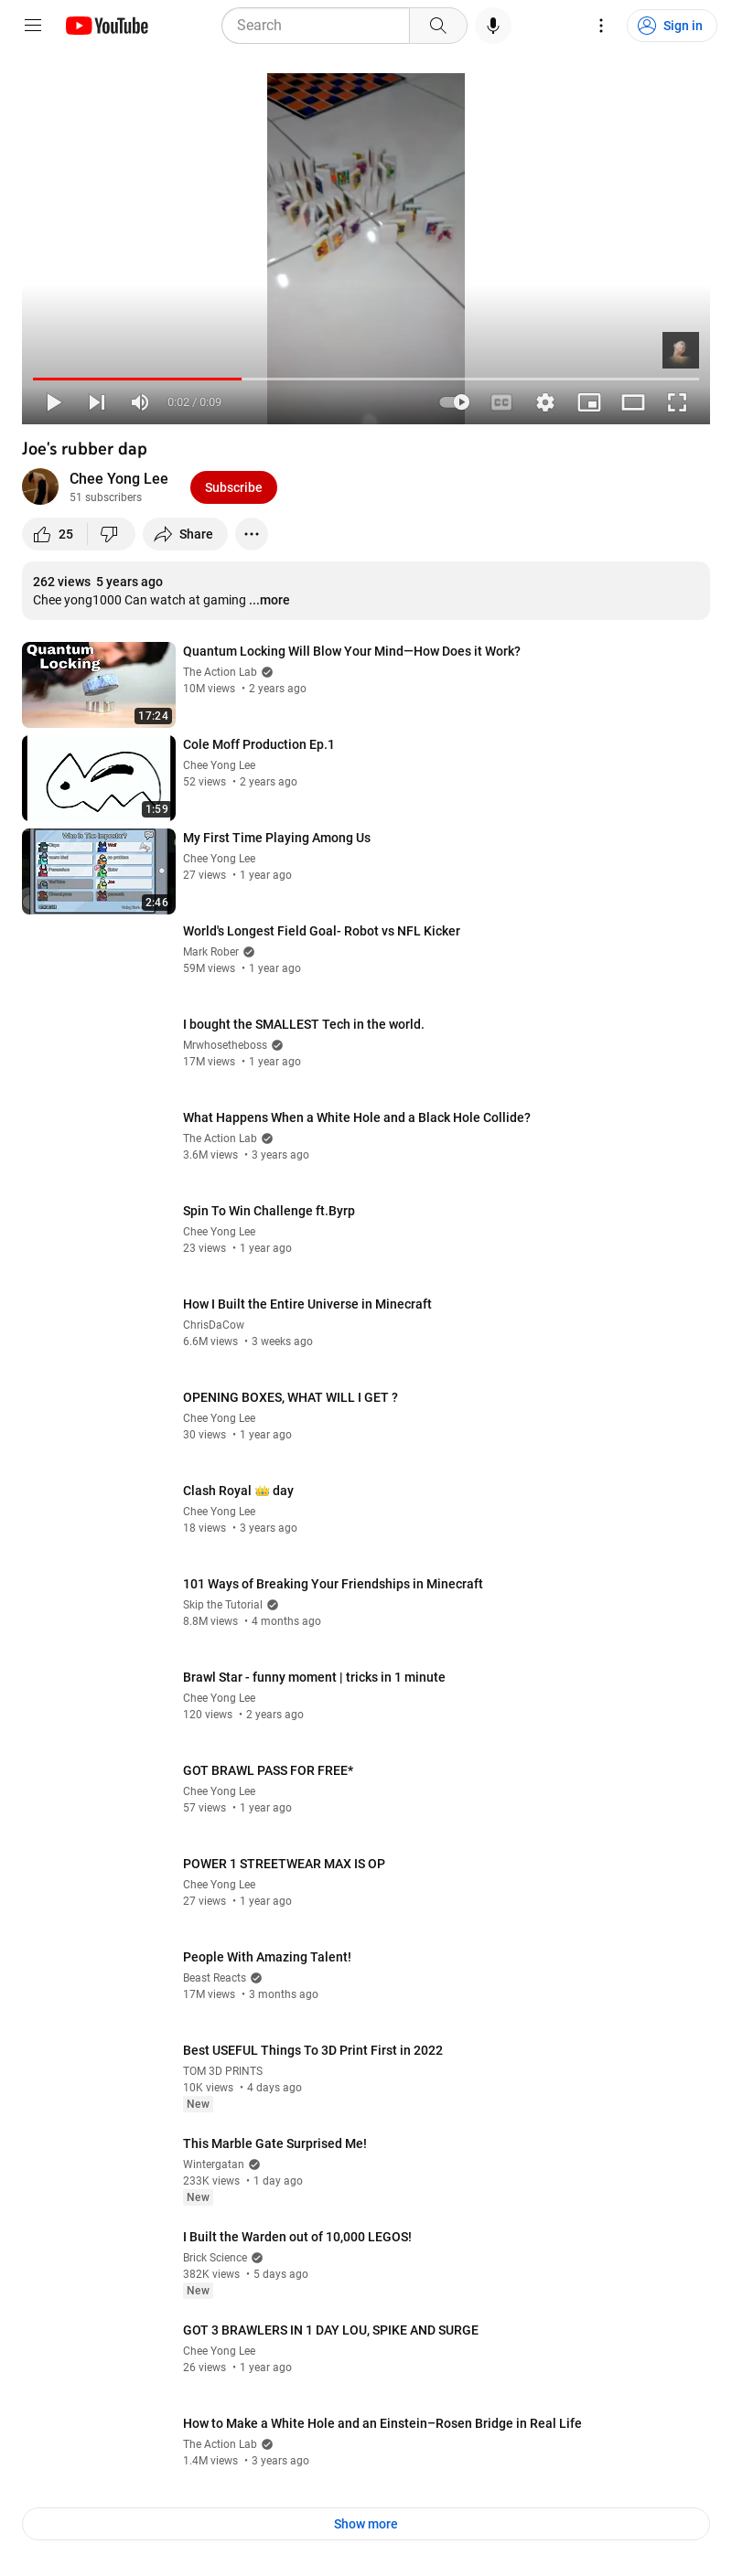 YouTube
Search
Sign in
0:02 / 0:09
CC
Joe's rubber dap
Chee Yong Lee
51 subscribers
Subscribe
25
Share
262 views 5 years ago
Chee yong1000 Can watch at gaming ...more
Quantum
Locking
17:24
Quantum Locking Will Blow Your Mind—How Does it Work?
The Action Lab
10M views • 2 years ago
1:59
Cole Moff Production Ep.1
Chee Yong Lee
52 views • 2 years ago
Who Is The Impostor?
2:46
My First Time Playing Among Us
Chee Yong Lee
27 views • 1 year ago
World's Longest Field Goal- Robot vs NFL Kicker
Mark Rober
59M views • 1 year ago
I bought the SMALLEST Tech in the world.
Mrwhosetheboss
17M views • 1 year ago
What Happens When a White Hole and a Black Hole Collide?
The Action Lab
3.6M views • 3 years ago
Spin To Win Challenge ft.Byrp
Chee Yong Lee
23 views • 1 year ago
How I Built the Entire Universe in Minecraft
ChrisDaCow
6.6M views • 3 weeks ago
OPENING BOXES, WHAT WILL I GET ?
Chee Yong Lee
30 views • 1 year ago
Clash Royal 👑 day
Chee Yong Lee
18 views • 3 years ago
101 Ways of Breaking Your Friendships in Minecraft
Skip the Tutorial
8.8M views • 4 months ago
Brawl Star - funny moment | tricks in 1 minute
Chee Yong Lee
120 views • 2 years ago
GOT BRAWL PASS FOR FREE*
Chee Yong Lee
57 views • 1 year ago
POWER 1 STREETWEAR MAX IS OP
Chee Yong Lee
27 views • 1 year ago
People With Amazing Talent!
Beast Reacts
17M views • 3 months ago
Best USEFUL Things To 3D Print First in 2022
TOM 3D PRINTS
10K views • 4 days ago
New
This Marble Gate Surprised Me!
Wintergatan
233K views • 1 day ago
New
I Built the Warden out of 10,000 LEGOS!
Brick Science
382K views • 5 days ago
New
GOT 3 BRAWLERS IN 1 DAY LOU, SPIKE AND SURGE
Chee Yong Lee
26 views • 1 year ago
How to Make a White Hole and an Einstein–Rosen Bridge in Real Life
The Action Lab
1.4M views • 3 years ago
Show more